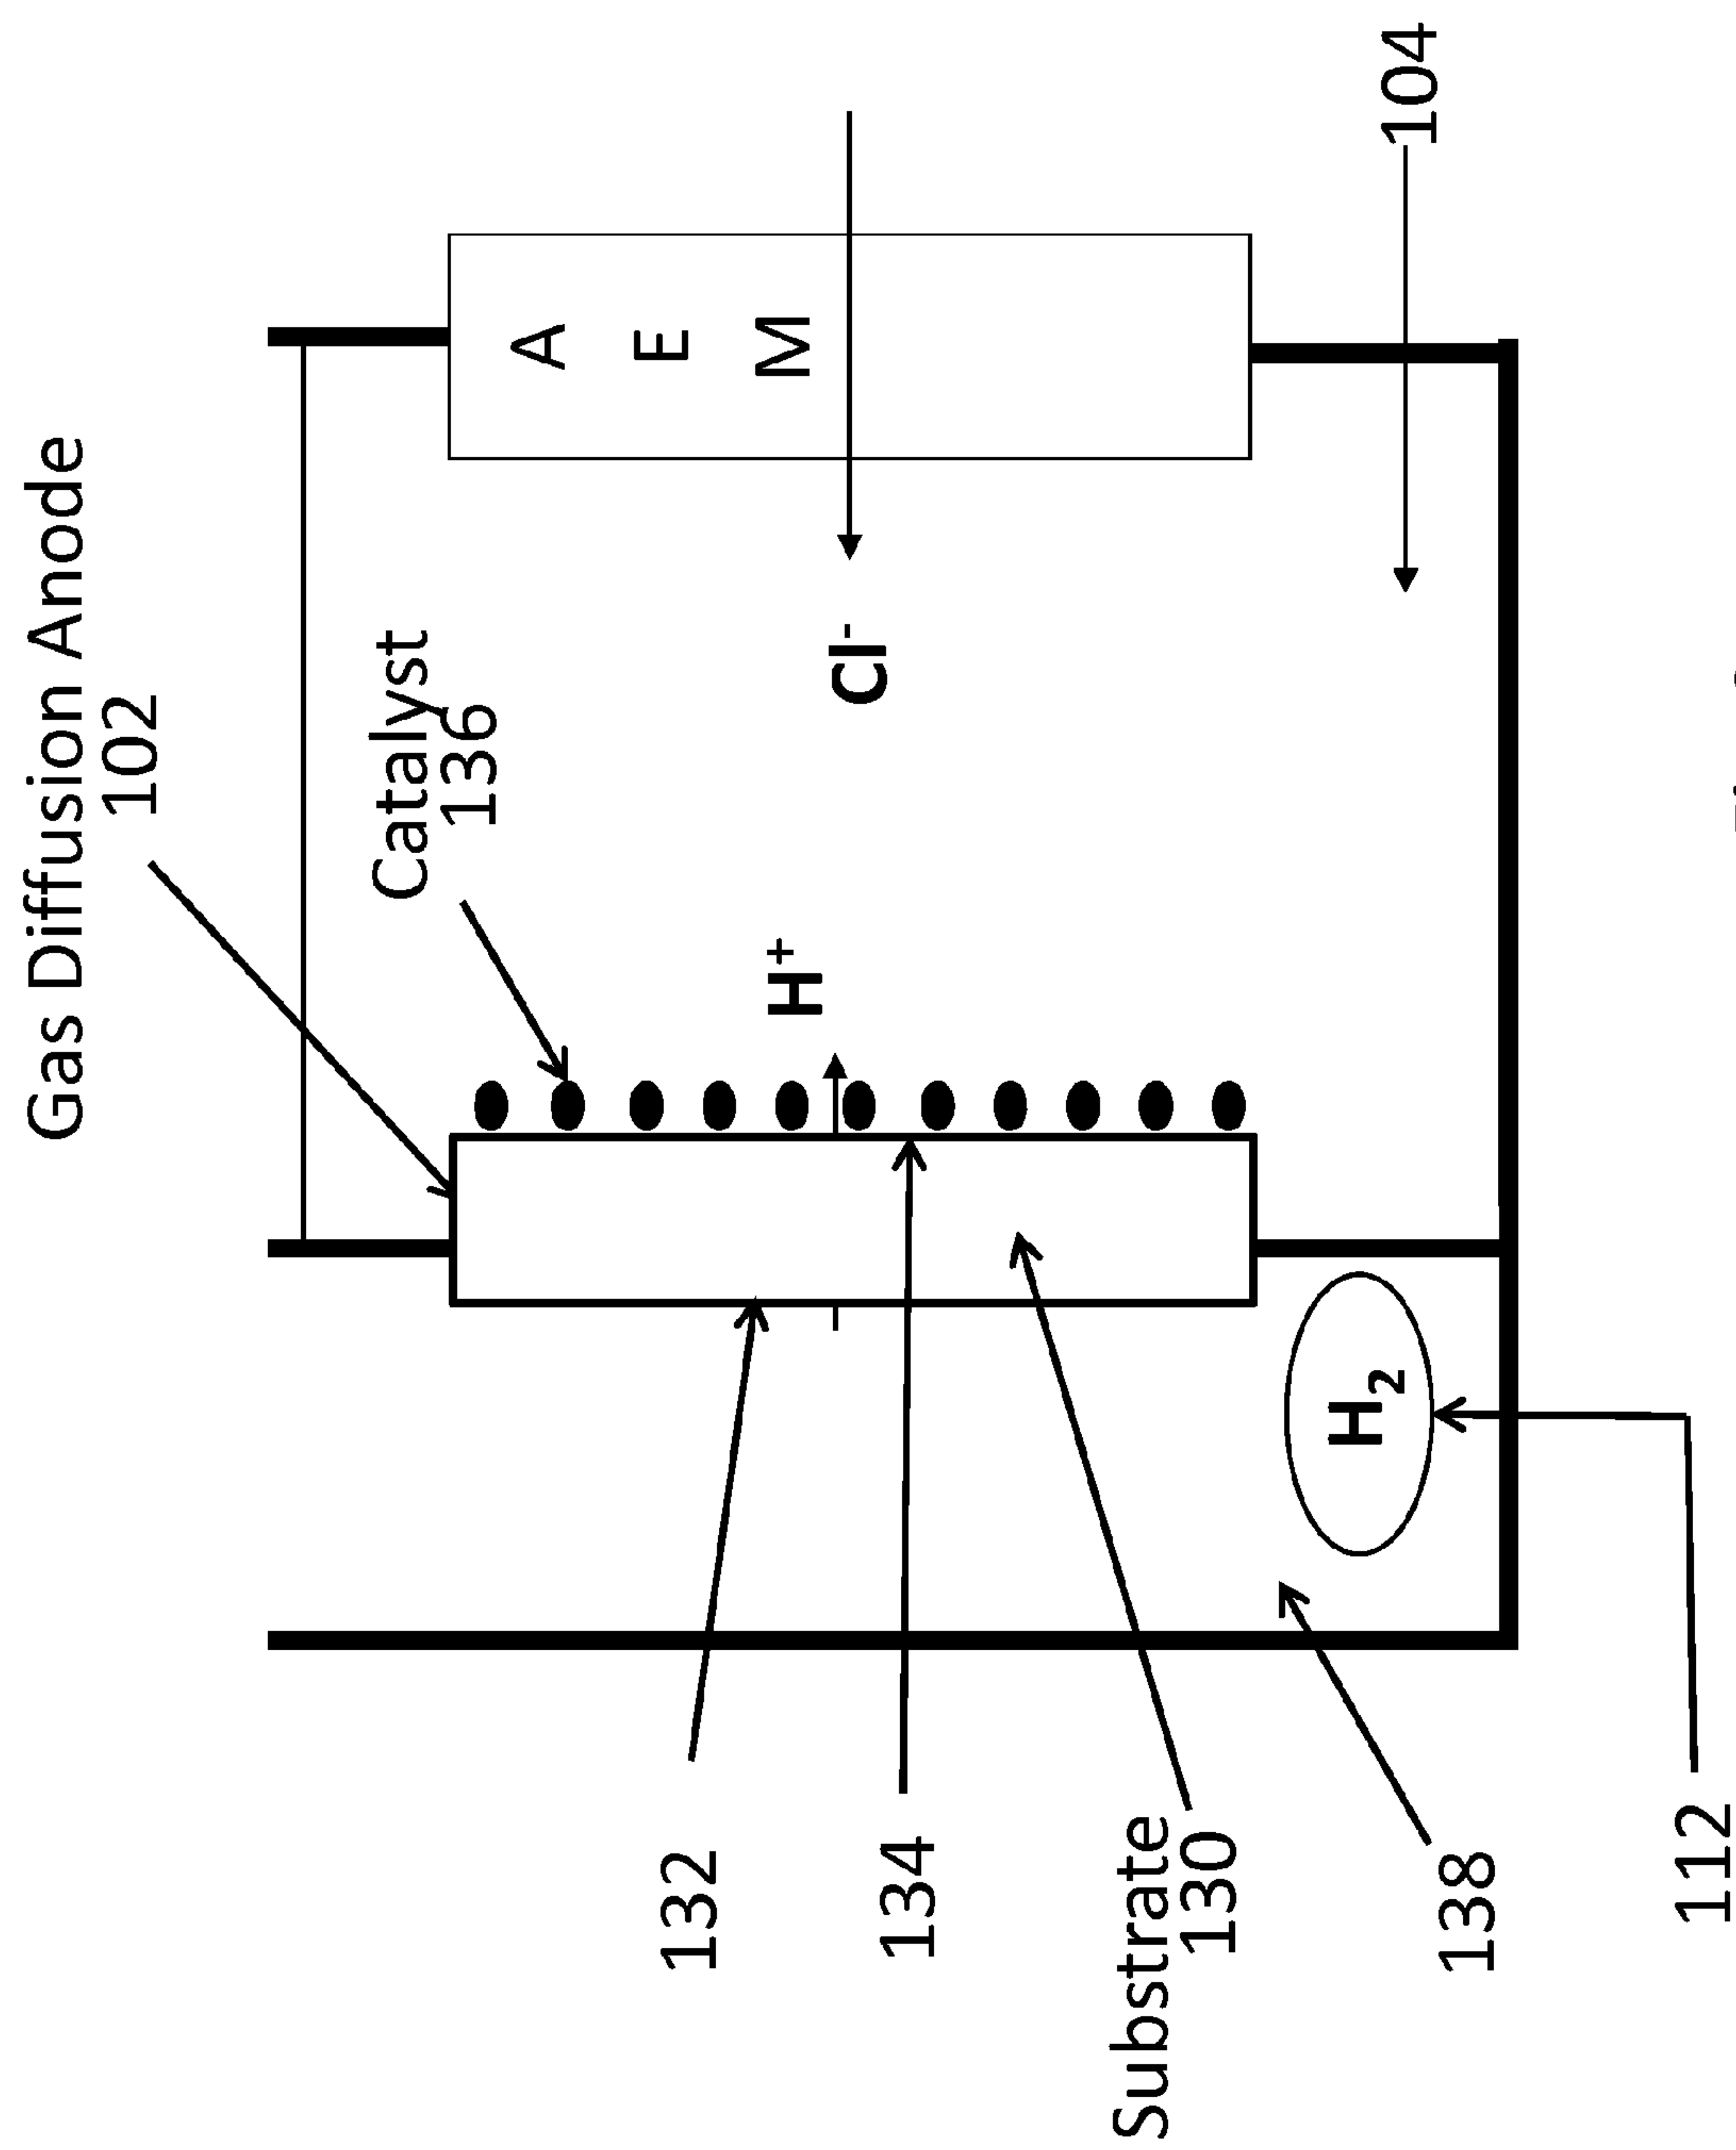 Gas Diffusion Anode
102
Catalyst
136
H⁺
Cl⁻
A
E
M
104
132
134
Substrate
130
138
H₂
112